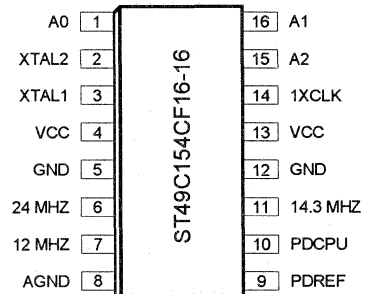 A0 1 16 A1
XTAL2 2 15 A2
XTAL1 3 14 1XCLK
VCC 4 13 VCC
GND 5 12 GND
24 MHZ 6 11 14.3 MHZ
12 MHZ 7 10 PDCPU
AGND 8 9 PDREF
ST49C154CF16-16